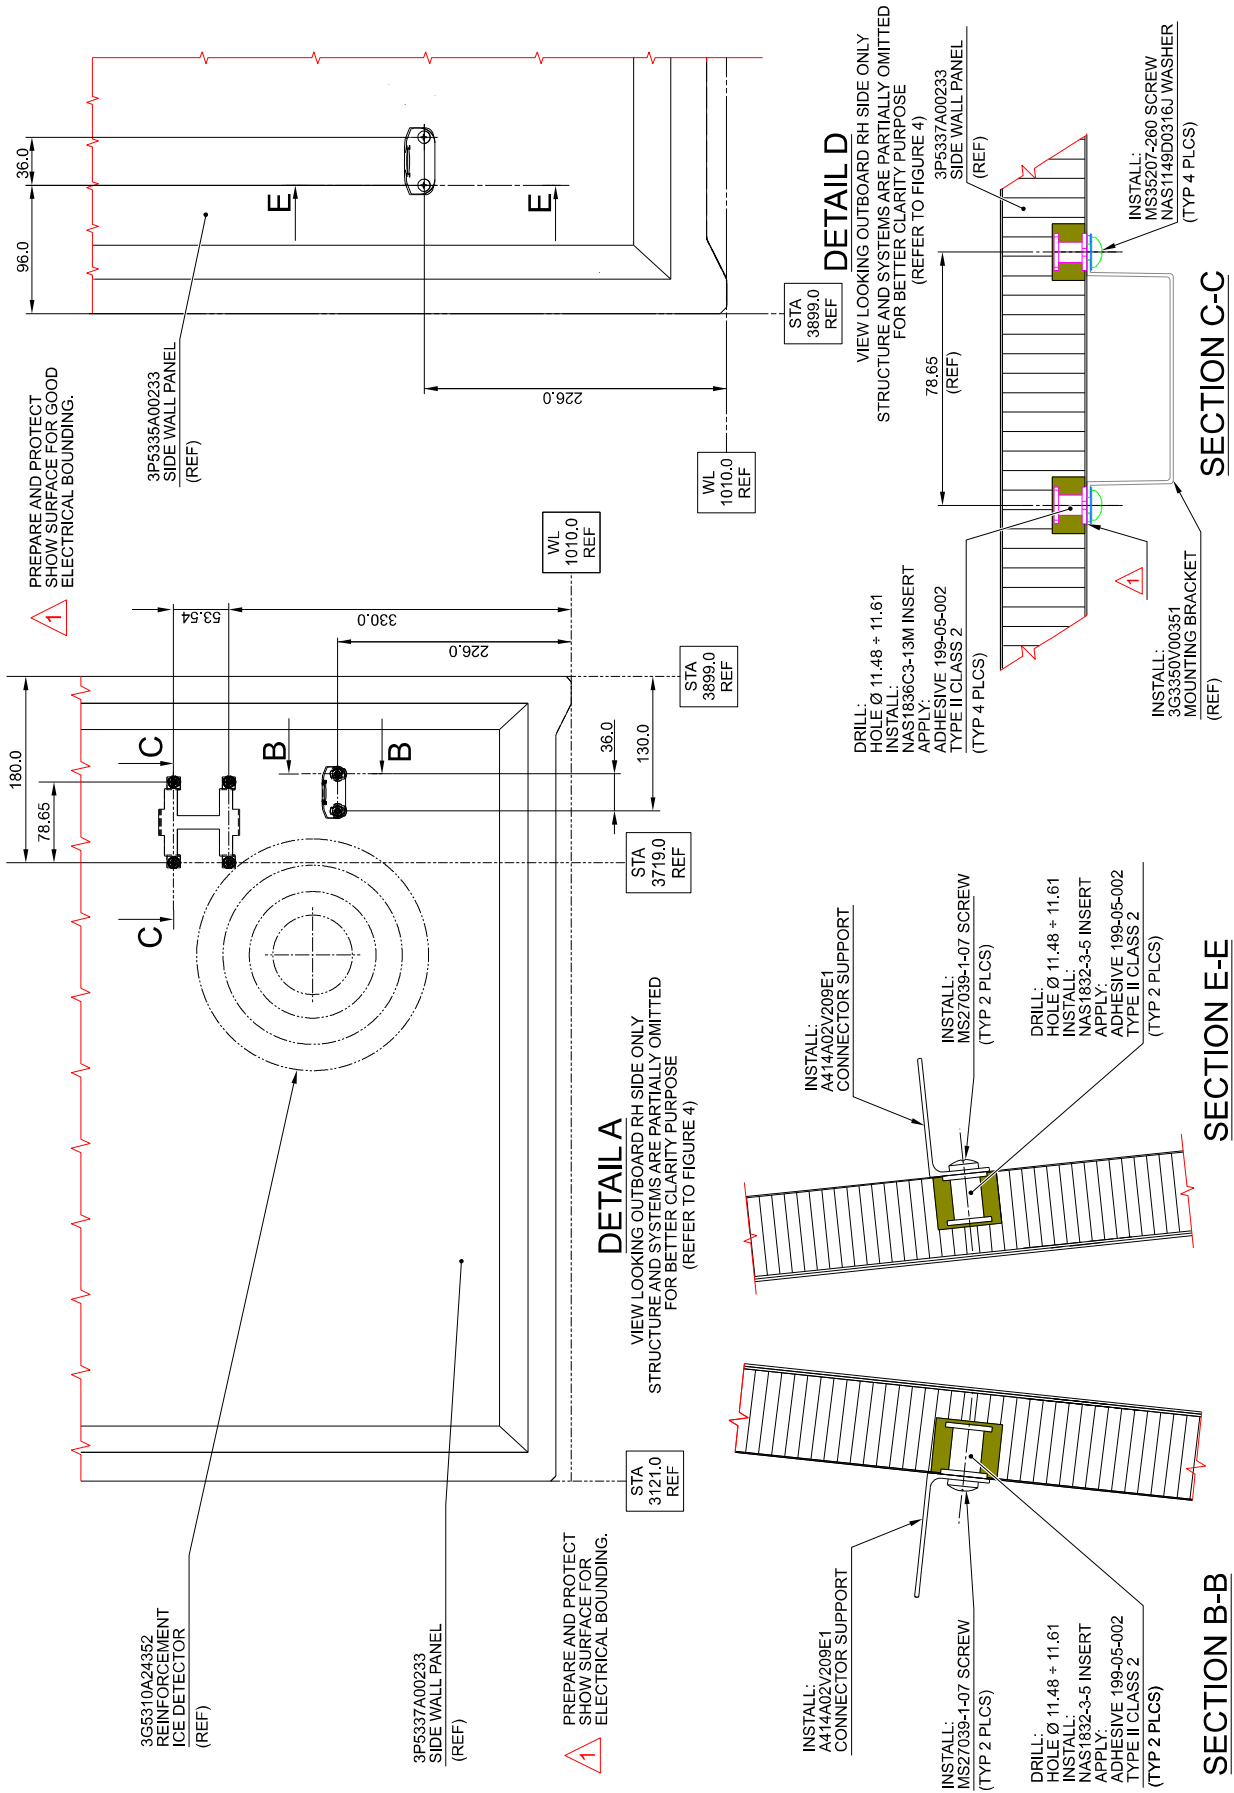 3G5310A24352
REINFORCEMENT
ICE DETECTOR
(REF)
3P5337A00233
SIDE WALL PANEL
(REF)
1
PREPARE AND PROTECT
SHOW SURFACE FOR
ELECTRICAL BOUNDING.
180.0
78.65
C
C
B
B
53.54
330.0
226.0
36.0
130.0
STA
3121.0
REF
STA
3719.0
REF
STA
3899.0
REF
WL
1010.0
REF
DETAIL A
VIEW LOOKING OUTBOARD RH SIDE ONLY
STRUCTURE AND SYSTEMS ARE PARTIALLY OMITTED
FOR BETTER CLARITY PURPOSE
(REFER TO FIGURE 4)
1
PREPARE AND PROTECT
SHOW SURFACE FOR GOOD
ELECTRICAL BOUNDING.
3P5335A00233
SIDE WALL PANEL
(REF)
96.0
36.0
E
E
226.0
WL
1010.0
REF
STA
3899.0
REF
DETAIL D
VIEW LOOKING OUTBOARD RH SIDE ONLY
STRUCTURE AND SYSTEMS ARE PARTIALLY OMITTED
FOR BETTER CLARITY PURPOSE
(REFER TO FIGURE 4)
INSTALL:
A414A02V209E1
CONNECTOR SUPPORT
INSTALL:
MS27039-1-07 SCREW
(TYP 2 PLCS)
DRILL:
HOLE Ø 11.48 ÷ 11.61
INSTALL:
NAS1832-3-5 INSERT
APPLY:
ADHESIVE 199-05-002
TYPE II CLASS 2
(TYP 2 PLCS)
SECTION B-B
INSTALL:
A414A02V209E1
CONNECTOR SUPPORT
INSTALL:
MS27039-1-07 SCREW
(TYP 2 PLCS)
DRILL:
HOLE Ø 11.48 ÷ 11.61
INSTALL:
NAS1832-3-5 INSERT
APPLY:
ADHESIVE 199-05-002
TYPE II CLASS 2
(TYP 2 PLCS)
SECTION E-E
DRILL:
HOLE Ø 11.48 ÷ 11.61
INSTALL:
NAS1836C3-13M INSERT
APPLY:
ADHESIVE 199-05-002
TYPE II CLASS 2
(TYP 4 PLCS)
78.65
(REF)
3P5337A00233
SIDE WALL PANEL
(REF)
1
INSTALL:
3G3350V00351
MOUNTING BRACKET
(REF)
INSTALL:
MS35207-260 SCREW
NAS1149D0316J WASHER
(TYP 4 PLCS)
SECTION C-C